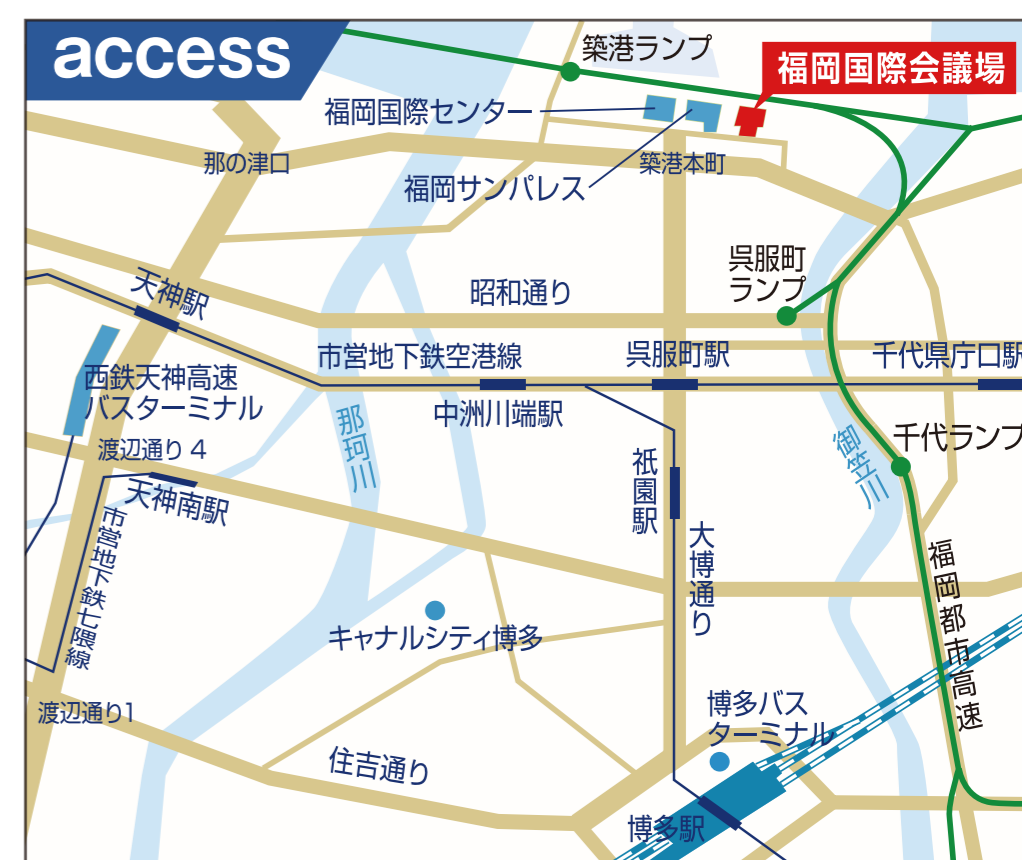 access
築港ランプ
福岡国際会議場
福岡国際センター
那の津口
築港本町
福岡サンパレス
呉服町
ランプ
天神駅
昭和通り
市営地下鉄空港線
呉服町駅
千代県庁口駅
西鉄天神高速
バスターミナル
中洲川端駅
那珂川
御笠川
千代ランプ
渡辺通り4
天神南駅
祇園駅
市営地下鉄七隈線
大博通り
福岡都市高速
キャナルシティ博多
渡辺通り1
博多バス
ターミナル
住吉通り
博多駅